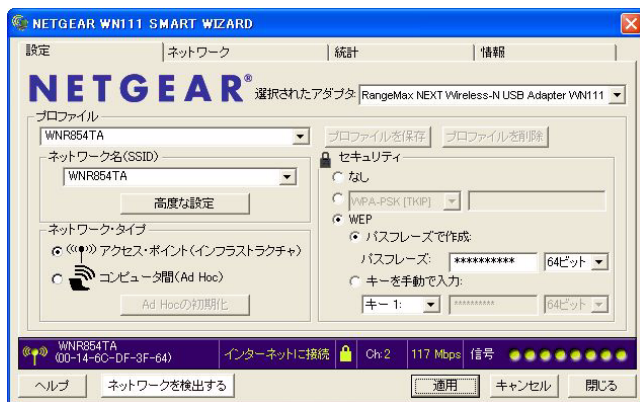 NETGEAR WN111 SMART WIZARD
設定 ネットワーク 統計 情報
NETGEAR® 選択されたアダプタ: RangeMax NEXT Wireless-N USB Adapter WN111
プロファイル
WNR854TA プロファイルを保存 プロファイルを削除
ネットワーク名(SSID)
WNR854TA
高度な設定
ネットワーク・タイプ
アクセス・ポイント(インフラストラクチャ)
コンピュータ間(Ad Hoc)
Ad Hocの初期化
セキュリティ
なし
WPA-PSK [TKIP]
WEP
パスフレーズで作成:
パスフレーズ: ********** 64ビット
キーを手動で入力:
キー 1: ********* 64ビット
WNR854TA
(00-14-6C-DF-3F-64) インターネットに接続 Ch:2 117 Mbps 信号
ヘルプ ネットワークを検出する 適用 キャンセル 閉じる